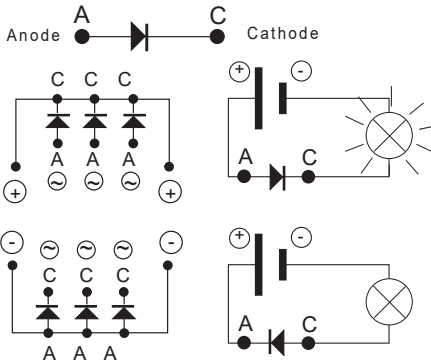 A C
Anode Cathode
C C C
A A A
~ ~ ~
+ +
+ -
A C
- ~ ~ ~ -
C C C
A A A
+ -
A C